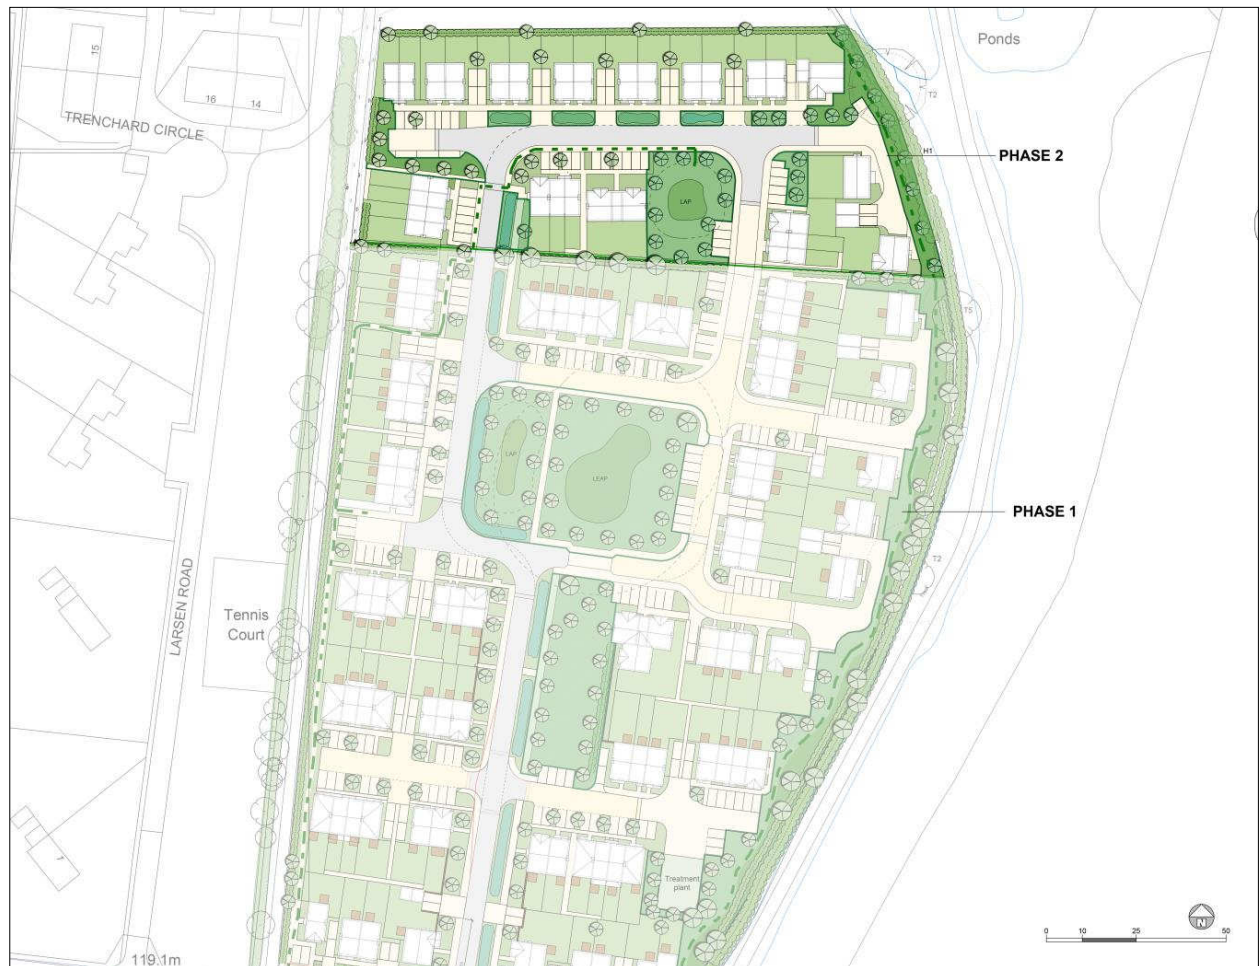 Ponds
15
16
14
T2
TRENCHARD CIRCLE
H1
PHASE 2
LAP
T5
LAP
LEAP
PHASE 1
T2
LARSEN ROAD
Tennis
Court
7
Treatment
plant
N
0 10 25 50
119.1m